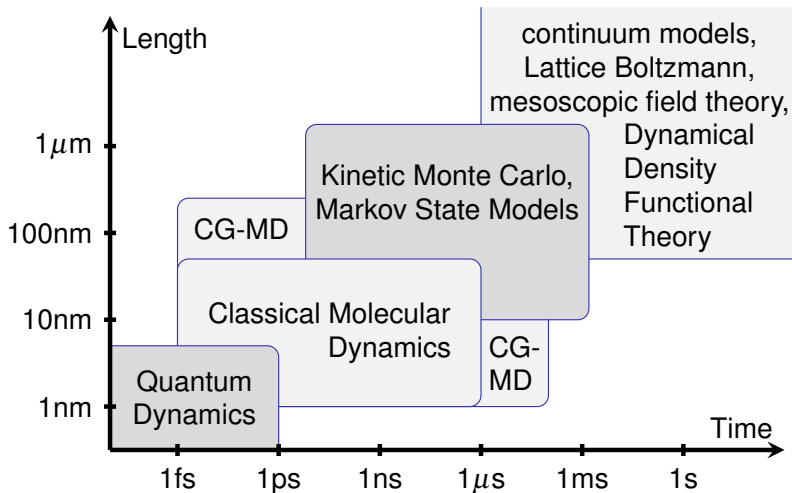 Length
continuum models,
Lattice Boltzmann,
mesoscopic field theory,
Dynamical
Density
Functional
Theory
1μm
Kinetic Monte Carlo,
Markov State Models
CG-MD
100nm
Classical Molecular
Dynamics
10nm
CG-
MD
Quantum
Dynamics
1nm
Time
1fs
1ps
1ns
1μs
1ms
1s